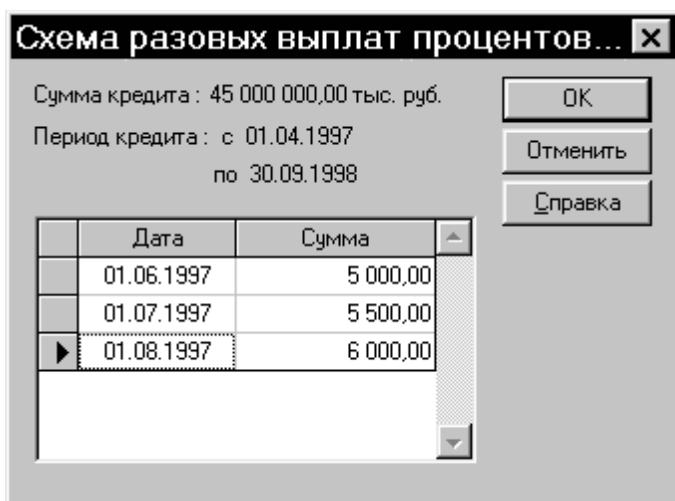 Схема разовых выплат процентов...
Сумма кредита : 45 000 000,00 тыс. руб.
Период кредита : с 01.04.1997
по 30.09.1998
OK
Отменить
Справка
Дата Сумма
01.06.1997 5 000,00
01.07.1997 5 500,00
01.08.1997 6 000,00